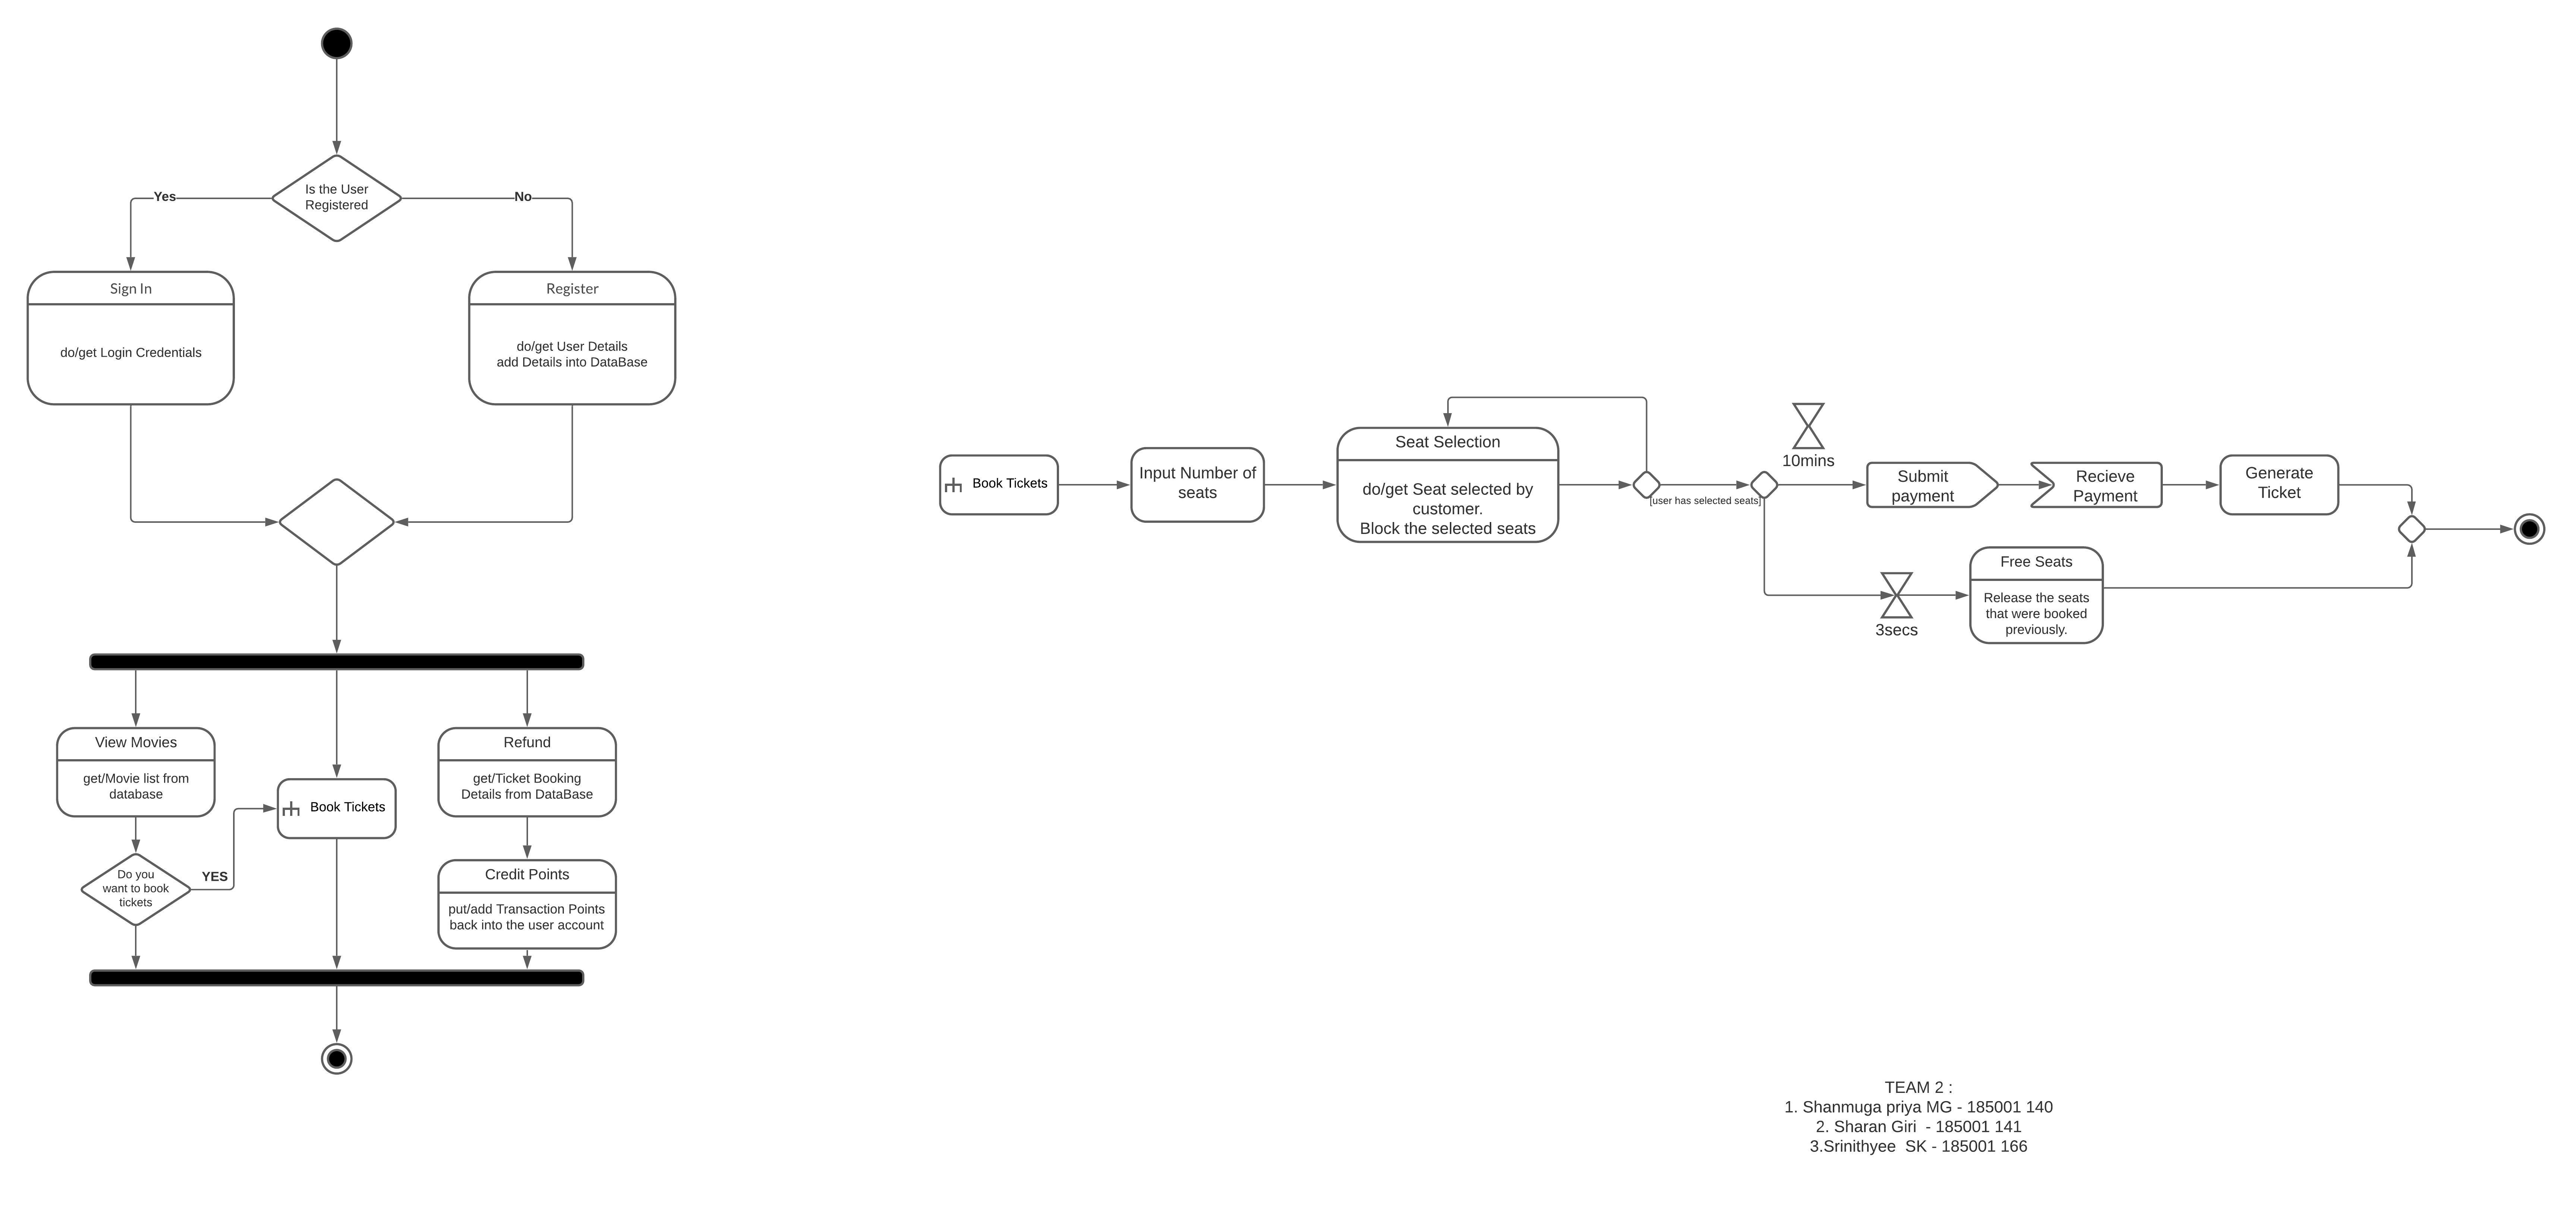 Is the User
Registered
Yes
No
Sign In
do/get Login Credentials
Register
do/get User Details
add Details into DataBase
View Movies
get/Movie list from
database
Do you
want to book
tickets
YES
Book Tickets
Refund
get/Ticket Booking
Details from DataBase
Credit Points
put/add Transaction Points
back into the user account
Book Tickets
Input Number of
seats
Seat Selection
do/get Seat selected by
customer.
Block the selected seats
[user has selected seats]
10mins
Submit
payment
Recieve
Payment
Generate
Ticket
3secs
Free Seats
Release the seats
that were booked
previously.
TEAM 2 :
1. Shanmuga priya MG - 185001 140
2. Sharan Giri  - 185001 141
3.Srinithyee  SK - 185001 166